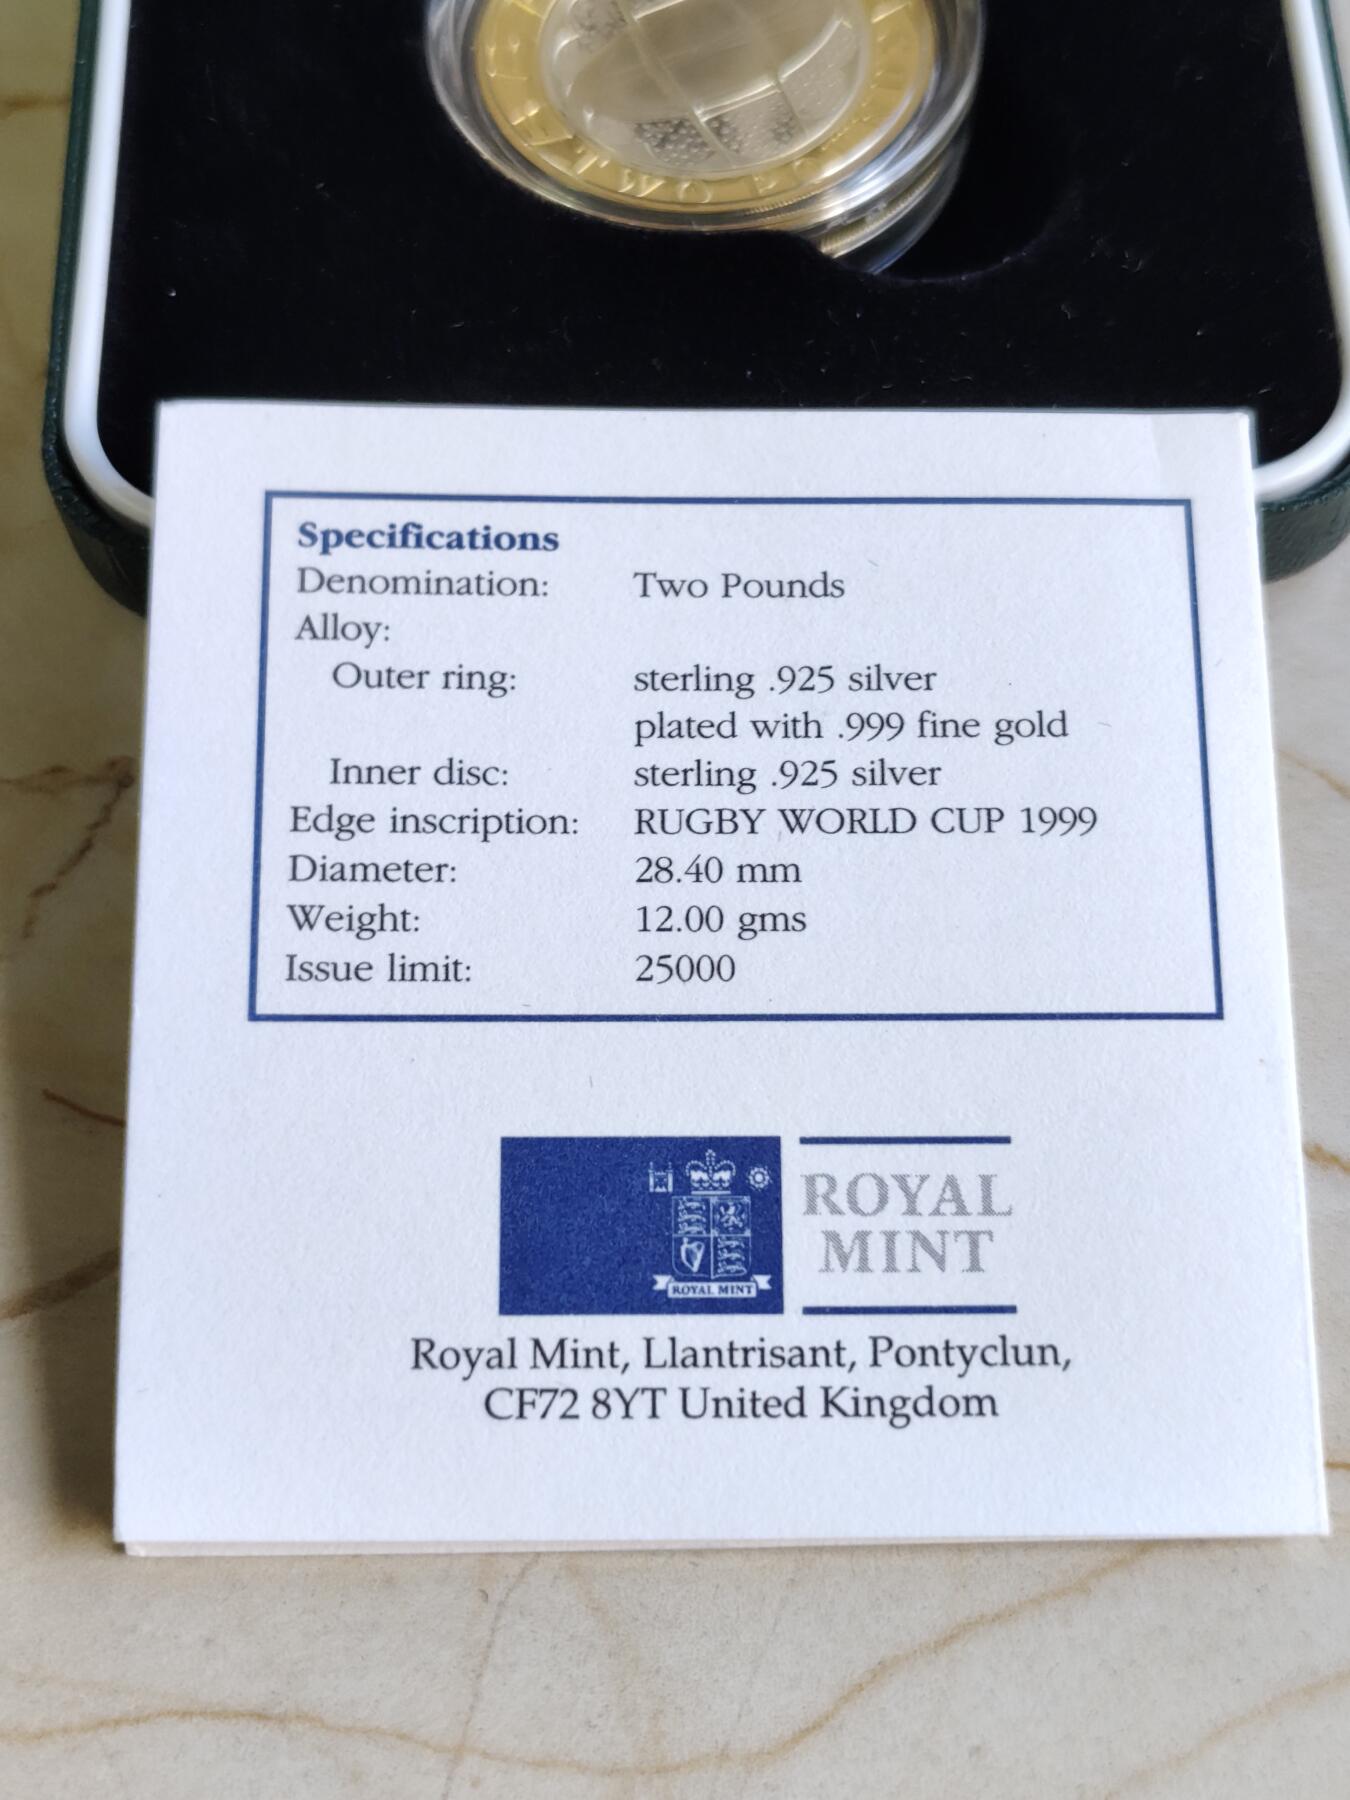 TWO PO
Specifications
Denomination: Two Pounds
Alloy:
Outer ring: sterling .925 silver
plated with .999 fine gold
Inner disc: sterling .925 silver
Edge inscription: RUGBY WORLD CUP 1999
Diameter: 28.40 mm
Weight: 12.00 gms
Issue limit: 25000
ROYAL MINT
ROYAL
MINT
Royal Mint, Llantrisant, Pontyclun,
CF72 8YT United Kingdom